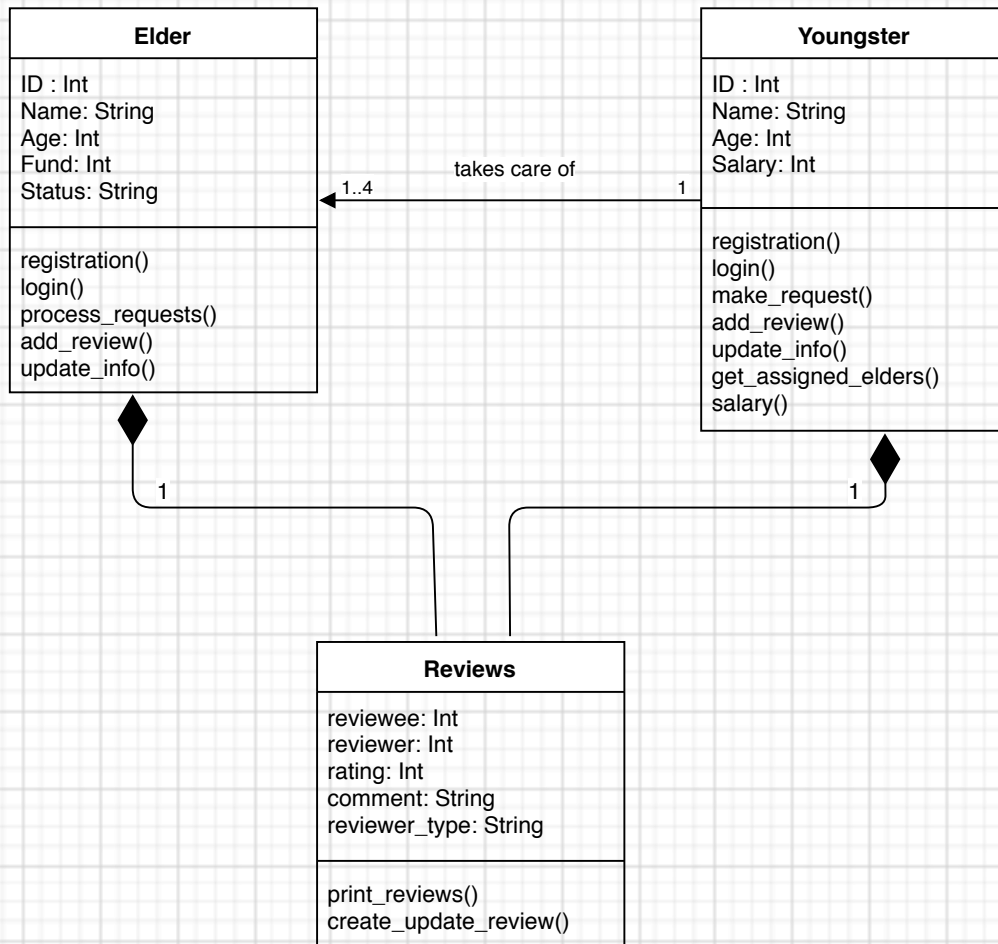 Elder
ID : Int
Name: String
Age: Int
Fund: Int
Status: String
registration()
login()
process_requests()
add_review()
update_info()
takes care of
1..4
1
Youngster
ID : Int
Name: String
Age: Int
Salary: Int
registration()
login()
make_request()
add_review()
update_info()
get_assigned_elders()
salary()
1
1
Reviews
reviewee: Int
reviewer: Int
rating: Int
comment: String
reviewer_type: String
print_reviews()
create_update_review()